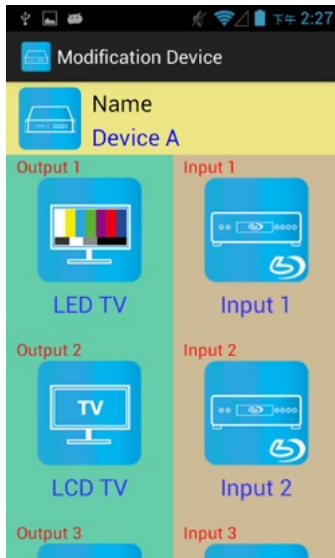 下午 2:27
Modification Device
Name
Device A
Output 1
Input 1
LED TV
Input 1
Output 2
Input 2
TV
LCD TV
Input 2
Output 3
Input 3